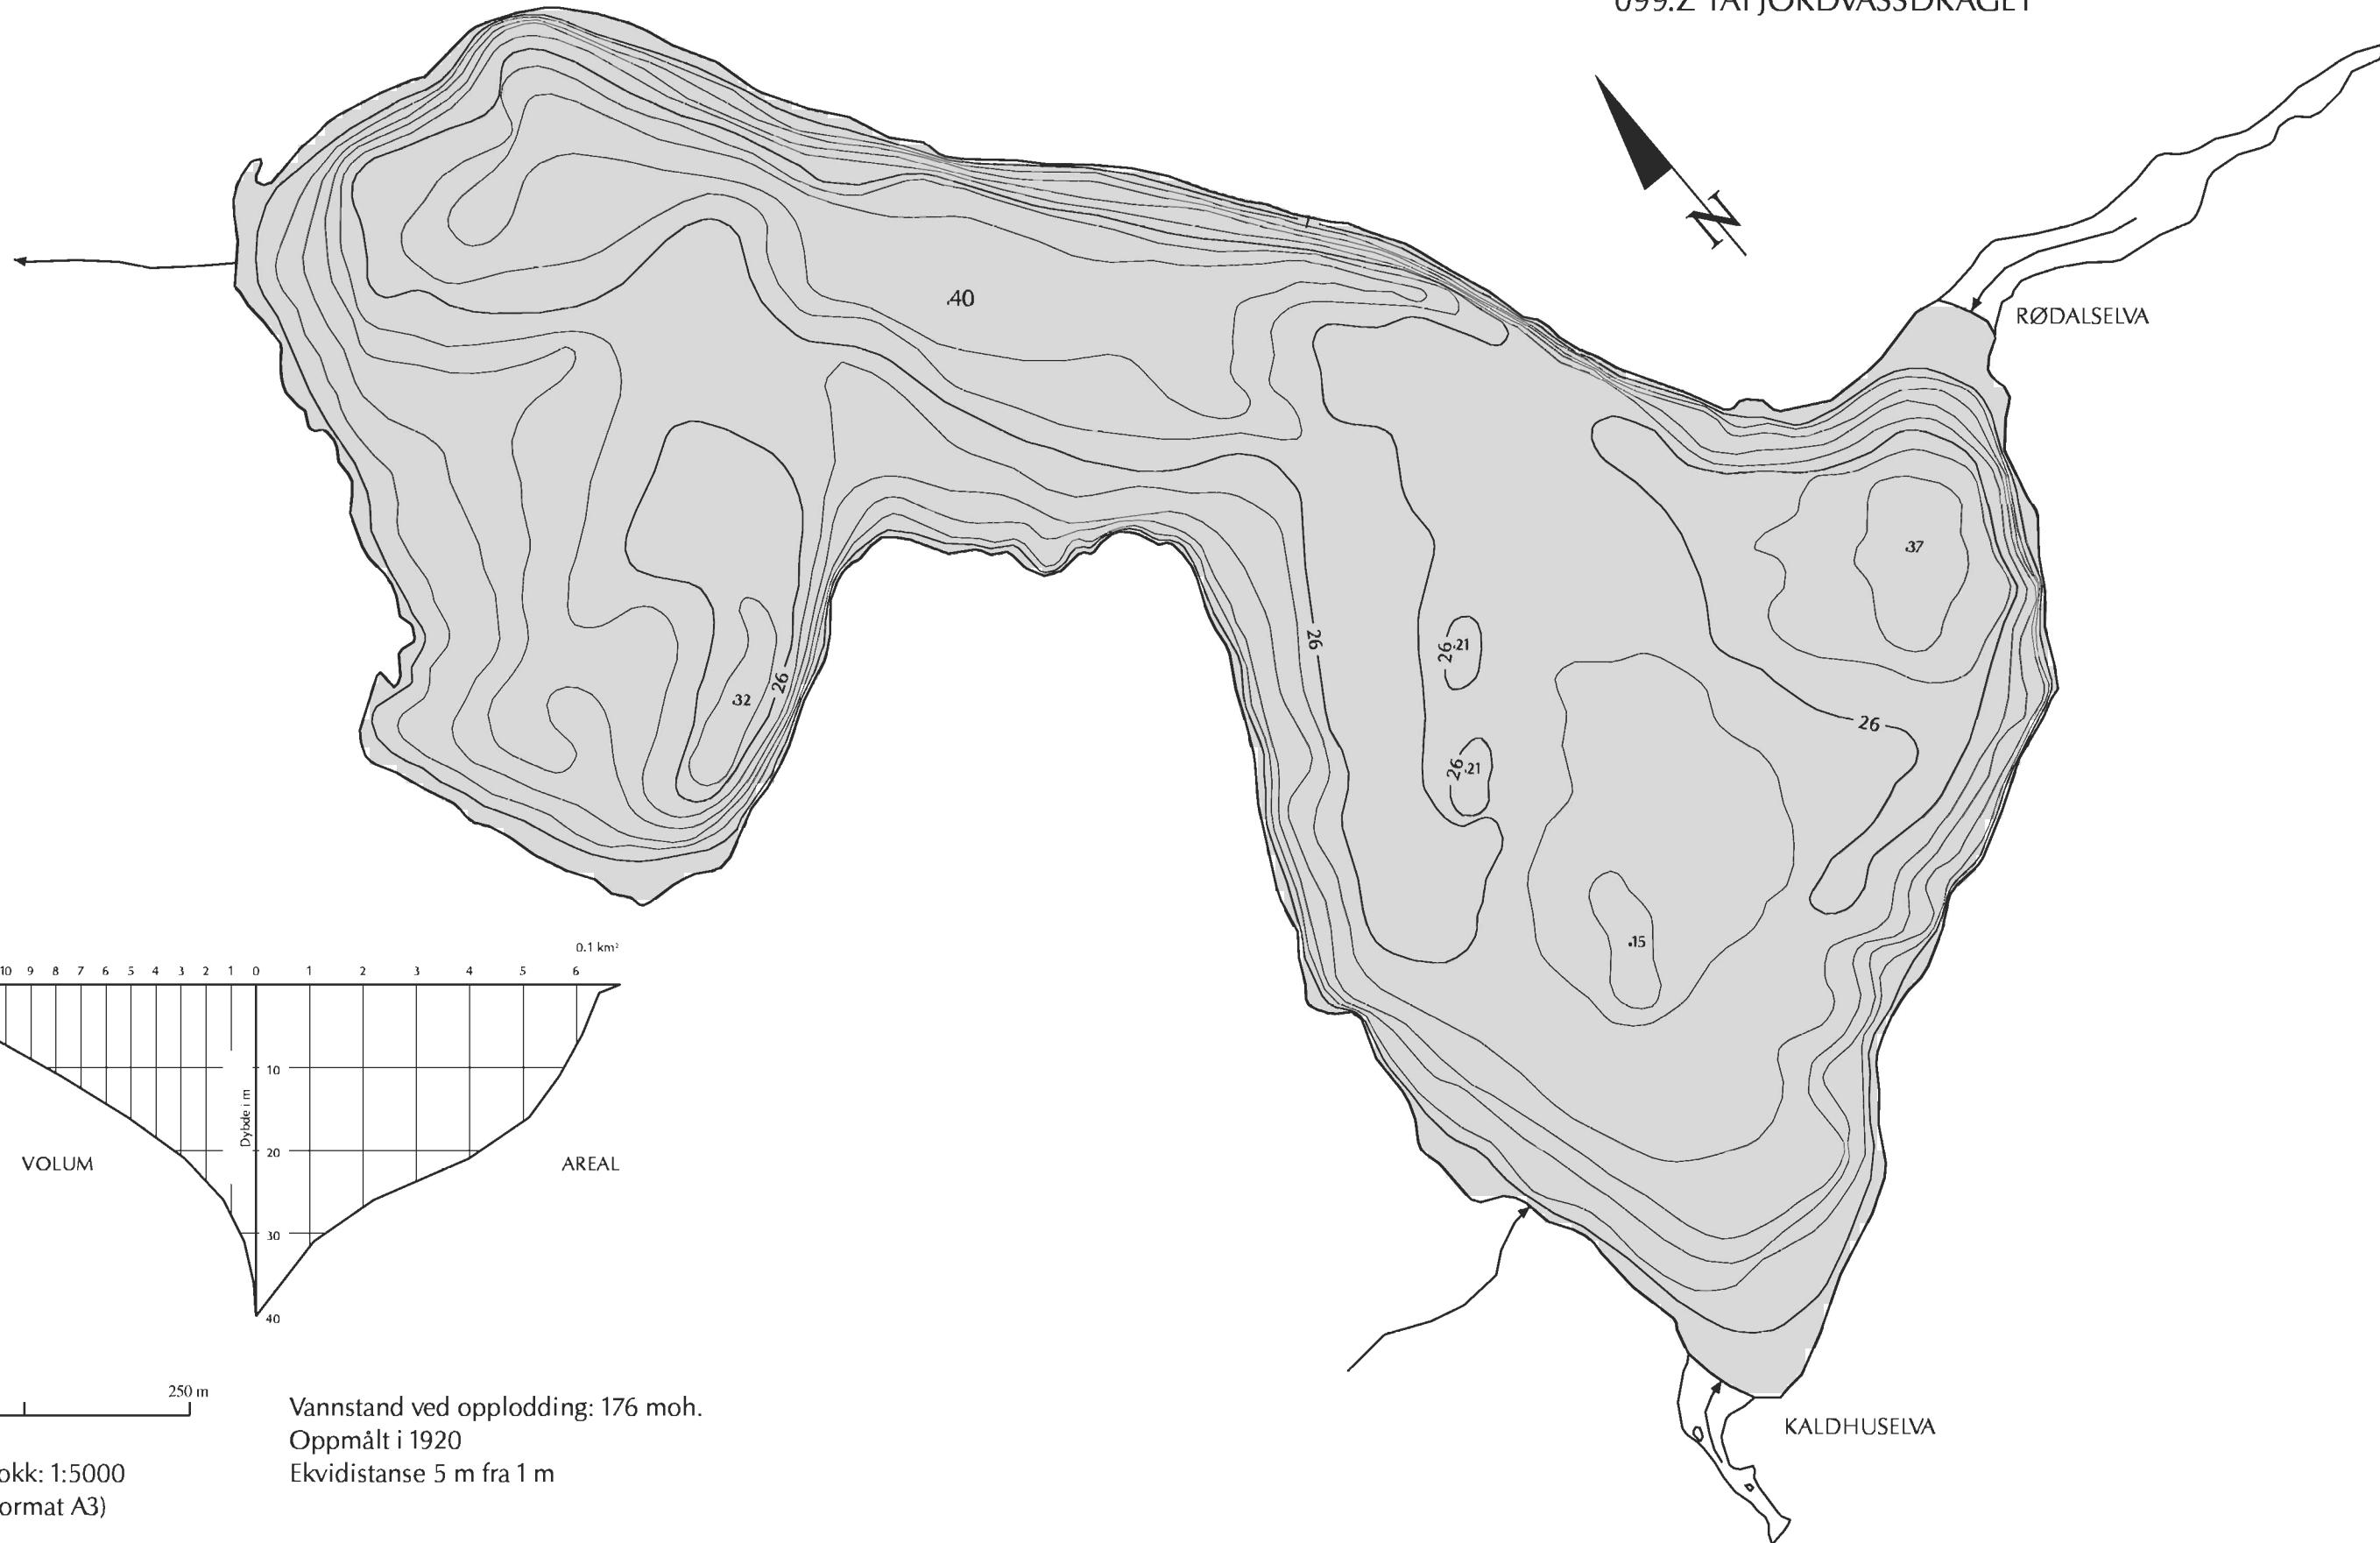 099.Z TAFJORDVASSDRAGET
N
RØDALSELVA
.40
.37
26
26
.21
.32
26
26
26
.21
.15
0.1 km²
10 9 8 7 6 5 4 3 2 1 0 1 2 3 4 5 6
10
Dybde i m
20
VOLUM
AREAL
30
40
250 m
Vannstand ved opplodding: 176 moh.
Oppmålt i 1920
Ekvidistanse 5 m fra 1 m
okk: 1:5000
ormat A3)
KALDHUSELVA